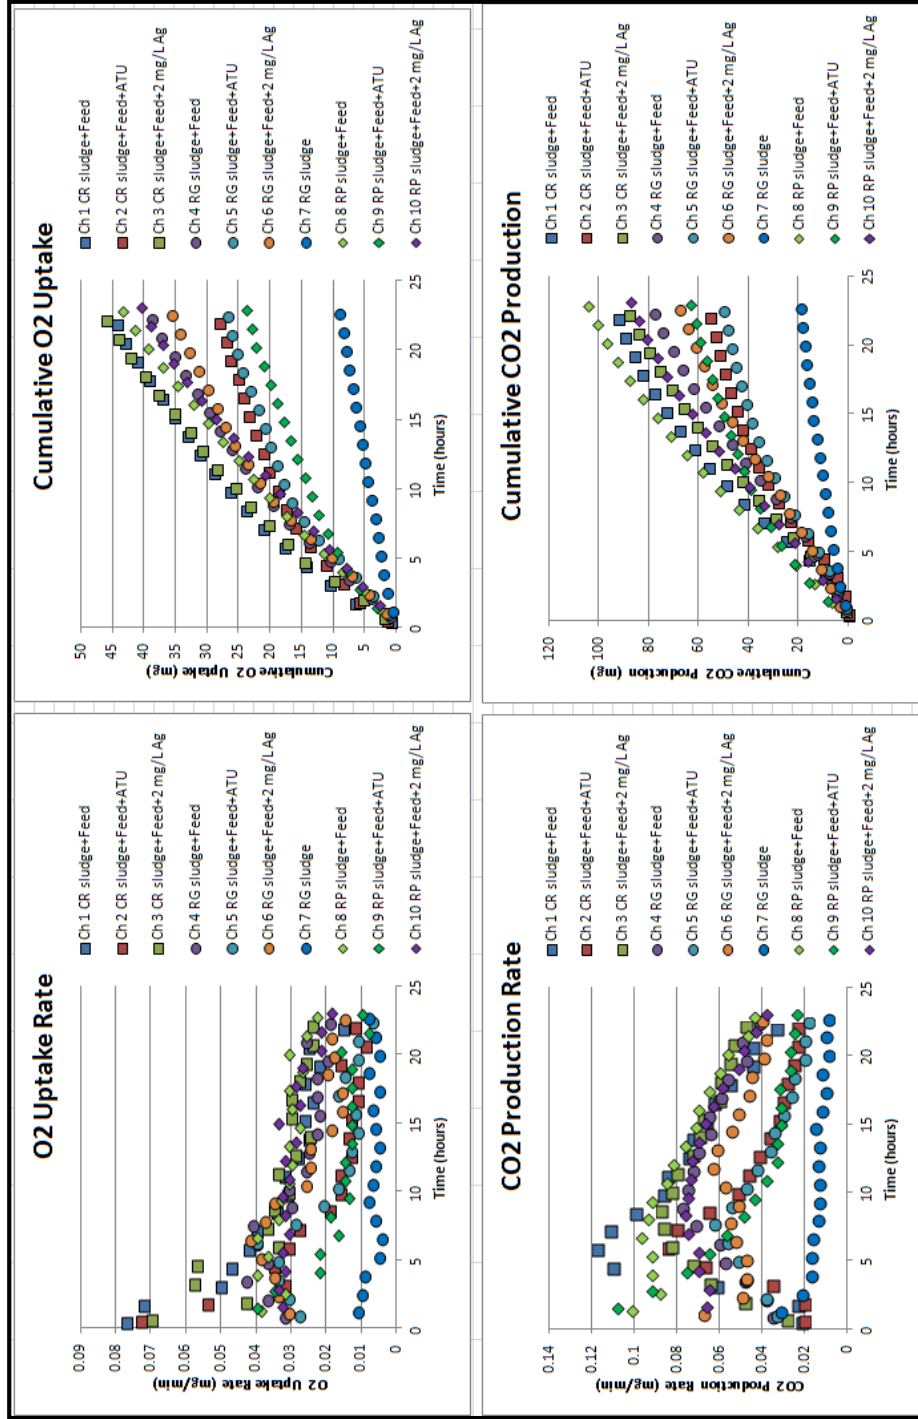 O2 Uptake Rate
O2 Uptake Rate (mg/min)
0.09
0.08
0.07
0.06
0.05
0.04
0.03
0.02
0.01
0
0
5
10
15
20
25
Time (hours)
Ch 1 CR sludge+Feed
Ch 2 CR sludge+Feed+ATU
Ch 3 CR sludge+Feed+2 mg/L Ag
Ch 4 RG sludge+Feed
Ch 5 RG sludge+Feed+ATU
Ch 6 RG sludge+Feed+2 mg/L Ag
Ch 7 RG sludge
Ch 8 RP sludge+Feed
Ch 9 RP sludge+Feed+ATU
Ch 10 RP sludge+Feed+2 mg/L Ag
Cumulative O2 Uptake
Cumulative O2 Uptake (mg)
50
45
40
35
30
25
20
15
10
5
0
0
5
10
15
20
25
Time (hours)
Ch 1 CR sludge+Feed
Ch 2 CR sludge+Feed+ATU
Ch 3 CR sludge+Feed+2 mg/L Ag
Ch 4 RG sludge+Feed
Ch 5 RG sludge+Feed+ATU
Ch 6 RG sludge+Feed+2 mg/L Ag
Ch 7 RG sludge
Ch 8 RP sludge+Feed
Ch 9 RP sludge+Feed+ATU
Ch 10 RP sludge+Feed+2 mg/L Ag
CO2 Production Rate
CO2 Production Rate (mg/min)
0.14
0.12
0.1
0.08
0.06
0.04
0.02
0
0
5
10
15
20
25
Time (hours)
Ch 1 CR sludge+Feed
Ch 2 CR sludge+Feed+ATU
Ch 3 CR sludge+Feed+2 mg/L Ag
Ch 4 RG sludge+Feed
Ch 5 RG sludge+Feed+ATU
Ch 6 RG sludge+Feed+2 mg/L Ag
Ch 7 RG sludge
Ch 8 RP sludge+Feed
Ch 9 RP sludge+Feed+ATU
Ch 10 RP sludge+Feed+2 mg/L Ag
Cumulative CO2 Production
Cumulative CO2 Production (mg)
120
100
80
60
40
20
0
0
5
10
15
20
25
Time (hours)
Ch 1 CR sludge+Feed
Ch 2 CR sludge+Feed+ATU
Ch 3 CR sludge+Feed+2 mg/L Ag
Ch 4 RG sludge+Feed
Ch 5 RG sludge+Feed+ATU
Ch 6 RG sludge+Feed+2 mg/L Ag
Ch 7 RG sludge
Ch 8 RP sludge+Feed
Ch 9 RP sludge+Feed+ATU
Ch 10 RP sludge+Feed+2 mg/L Ag